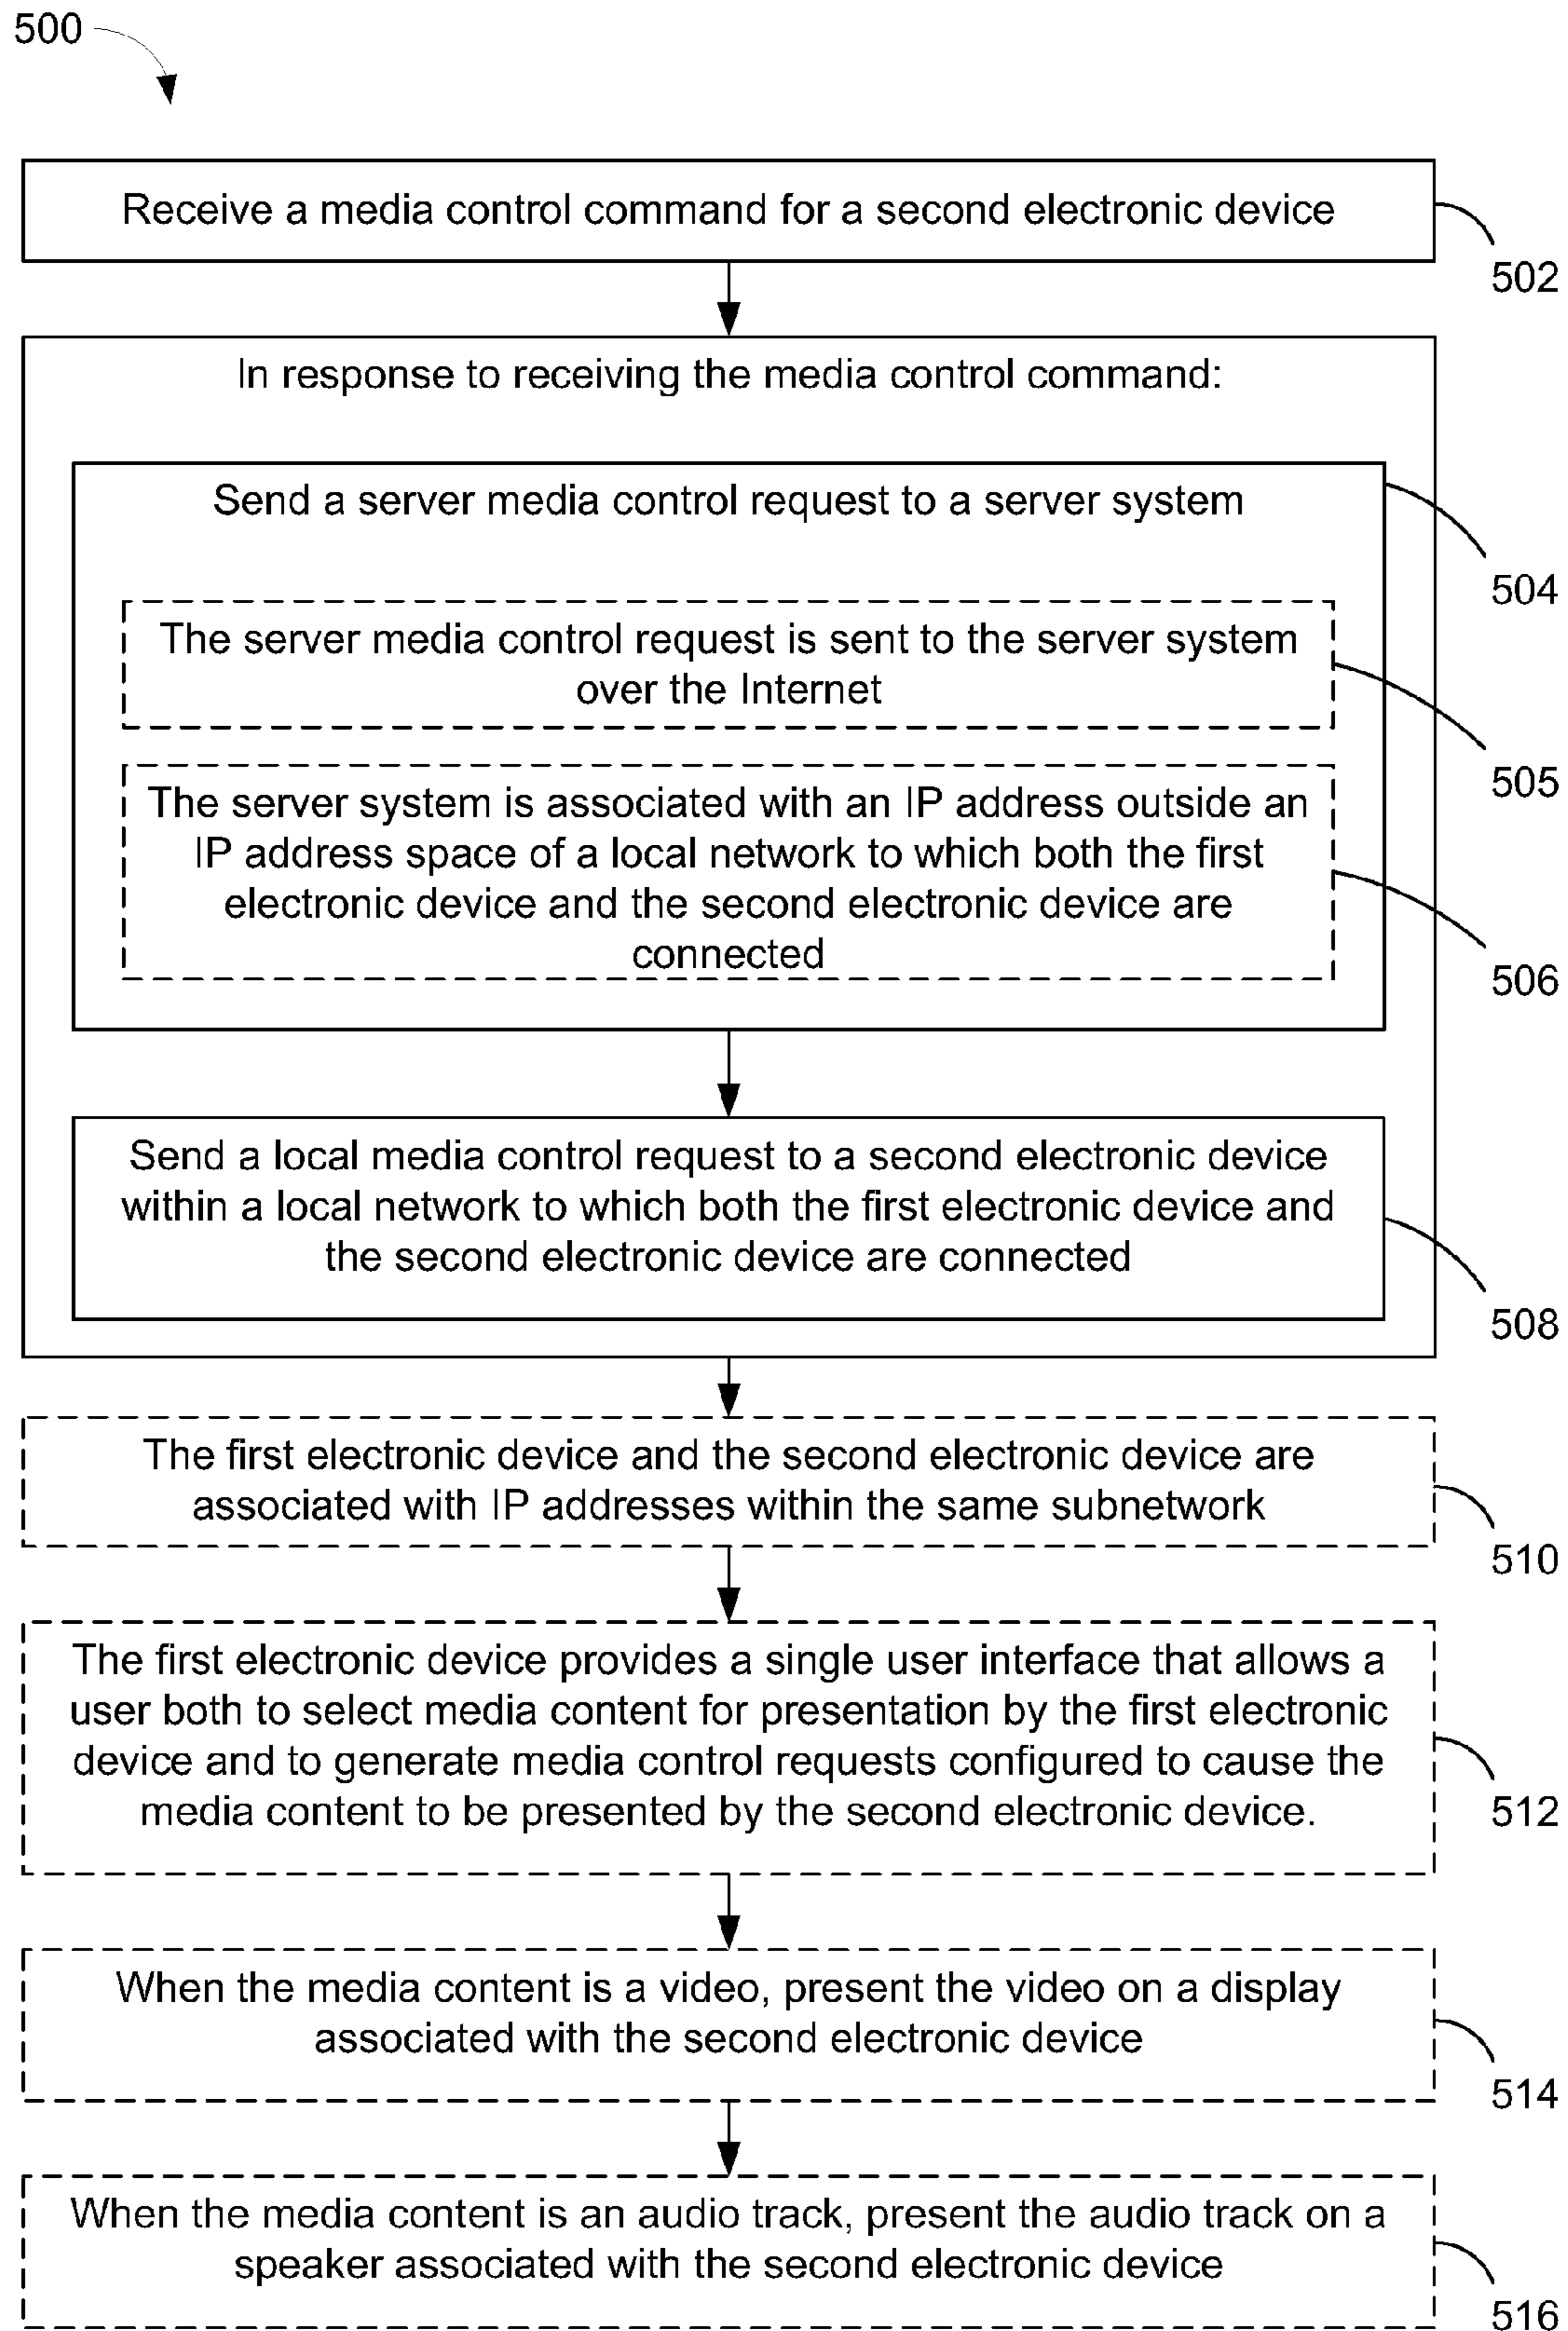 500
Receive a media control command for a second electronic device
502
In response to receiving the media control command:
Send a server media control request to a server system
504
The server media control request is sent to the server system
over the Internet
505
The server system is associated with an IP address outside an
IP address space of a local network to which both the first
electronic device and the second electronic device are
connected
506
Send a local media control request to a second electronic device
within a local network to which both the first electronic device and
the second electronic device are connected
508
The first electronic device and the second electronic device are
associated with IP addresses within the same subnetwork
510
The first electronic device provides a single user interface that allows a
user both to select media content for presentation by the first electronic
device and to generate media control requests configured to cause the
media content to be presented by the second electronic device.
512
When the media content is a video, present the video on a display
associated with the second electronic device
514
When the media content is an audio track, present the audio track on a
speaker associated with the second electronic device
516